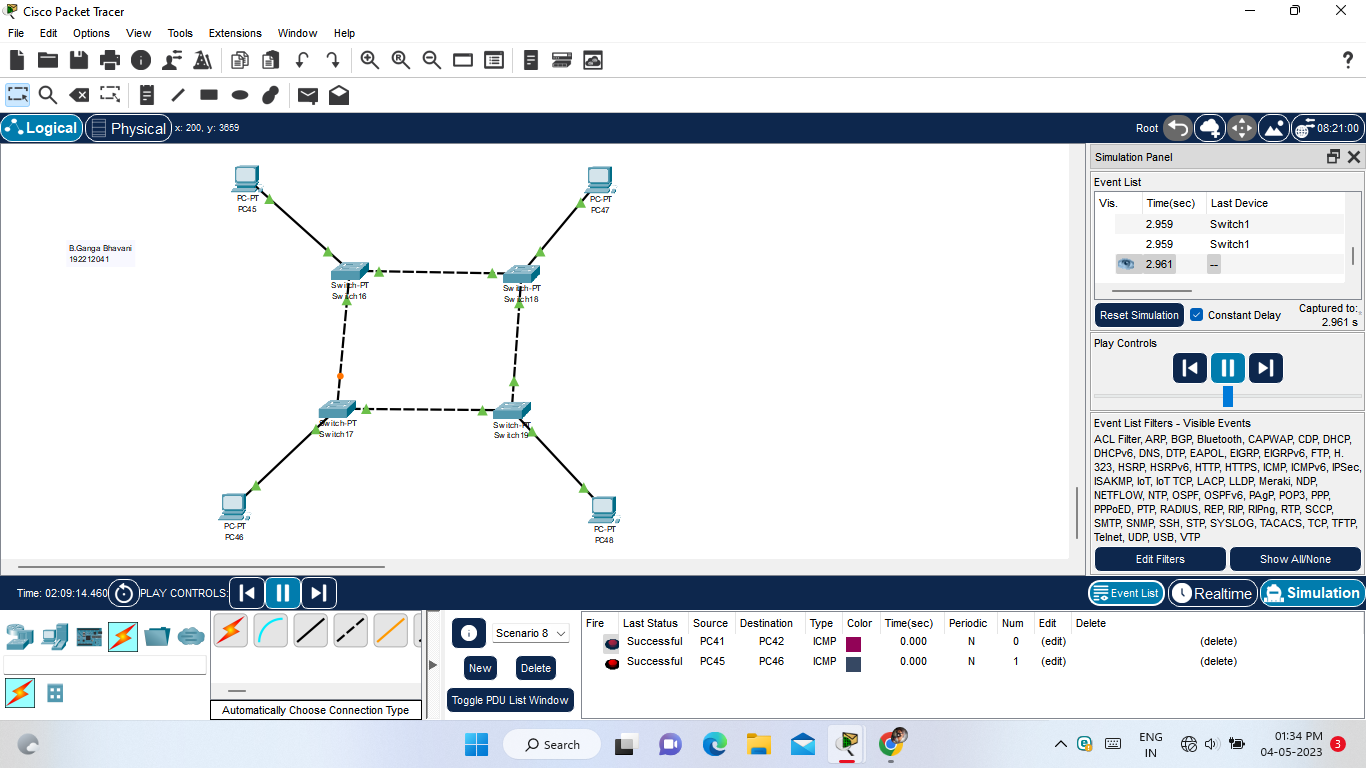 Cisco Packet Tracer
File Edit Options View Tools Extensions Window Help
Logical Physical x: 200, y: 3659 Root 08:21:00
PC-PT
PC45
PC-PT
PC47
B.Ganga Bhavani
192212041
Switch-PT
Switch16
Switch-PT
Switch18
Switch-PT
Switch17
Switch-PT
Switch19
PC-PT
PC46
PC-PT
PC48
Simulation Panel
Event List
Vis. Time(sec) Last Device
2.959 Switch1
2.959 Switch1
2.961 --
Reset Simulation Constant Delay Captured to:
2.961 s
Play Controls
Event List Filters - Visible Events
ACL Filter, ARP, BGP, Bluetooth, CAPWAP, CDP, DHCP,
DHCPv6, DNS, DTP, EAPOL, EIGRP, EIGRPv6, FTP, H.
323, HSRP, HSRPv6, HTTP, HTTPS, ICMP, ICMPv6, IPSec,
ISAKMP, IoT, IoT TCP, LACP, LLDP, Meraki, NDP,
NETFLOW, NTP, OSPF, OSPFv6, PAgP, POP3, PPP,
PPPoED, PTP, RADIUS, REP, RIP, RIPng, RTP, SCCP,
SMTP, SNMP, SSH, STP, SYSLOG, TACACS, TCP, TFTP,
Telnet, UDP, USB, VTP
Edit Filters Show All/None
Time: 02:09:14.460 PLAY CONTROLS: Event List Realtime Simulation
Scenario 8
New Delete
Toggle PDU List Window
Automatically Choose Connection Type
Fire Last Status Source Destination Type Color Time(sec) Periodic Num Edit Delete
Successful PC41 PC42 ICMP 0.000 N 0 (edit) (delete)
Successful PC45 PC46 ICMP 0.000 N 1 (edit) (delete)
Search
ENG
IN
01:34 PM
04-05-2023
3